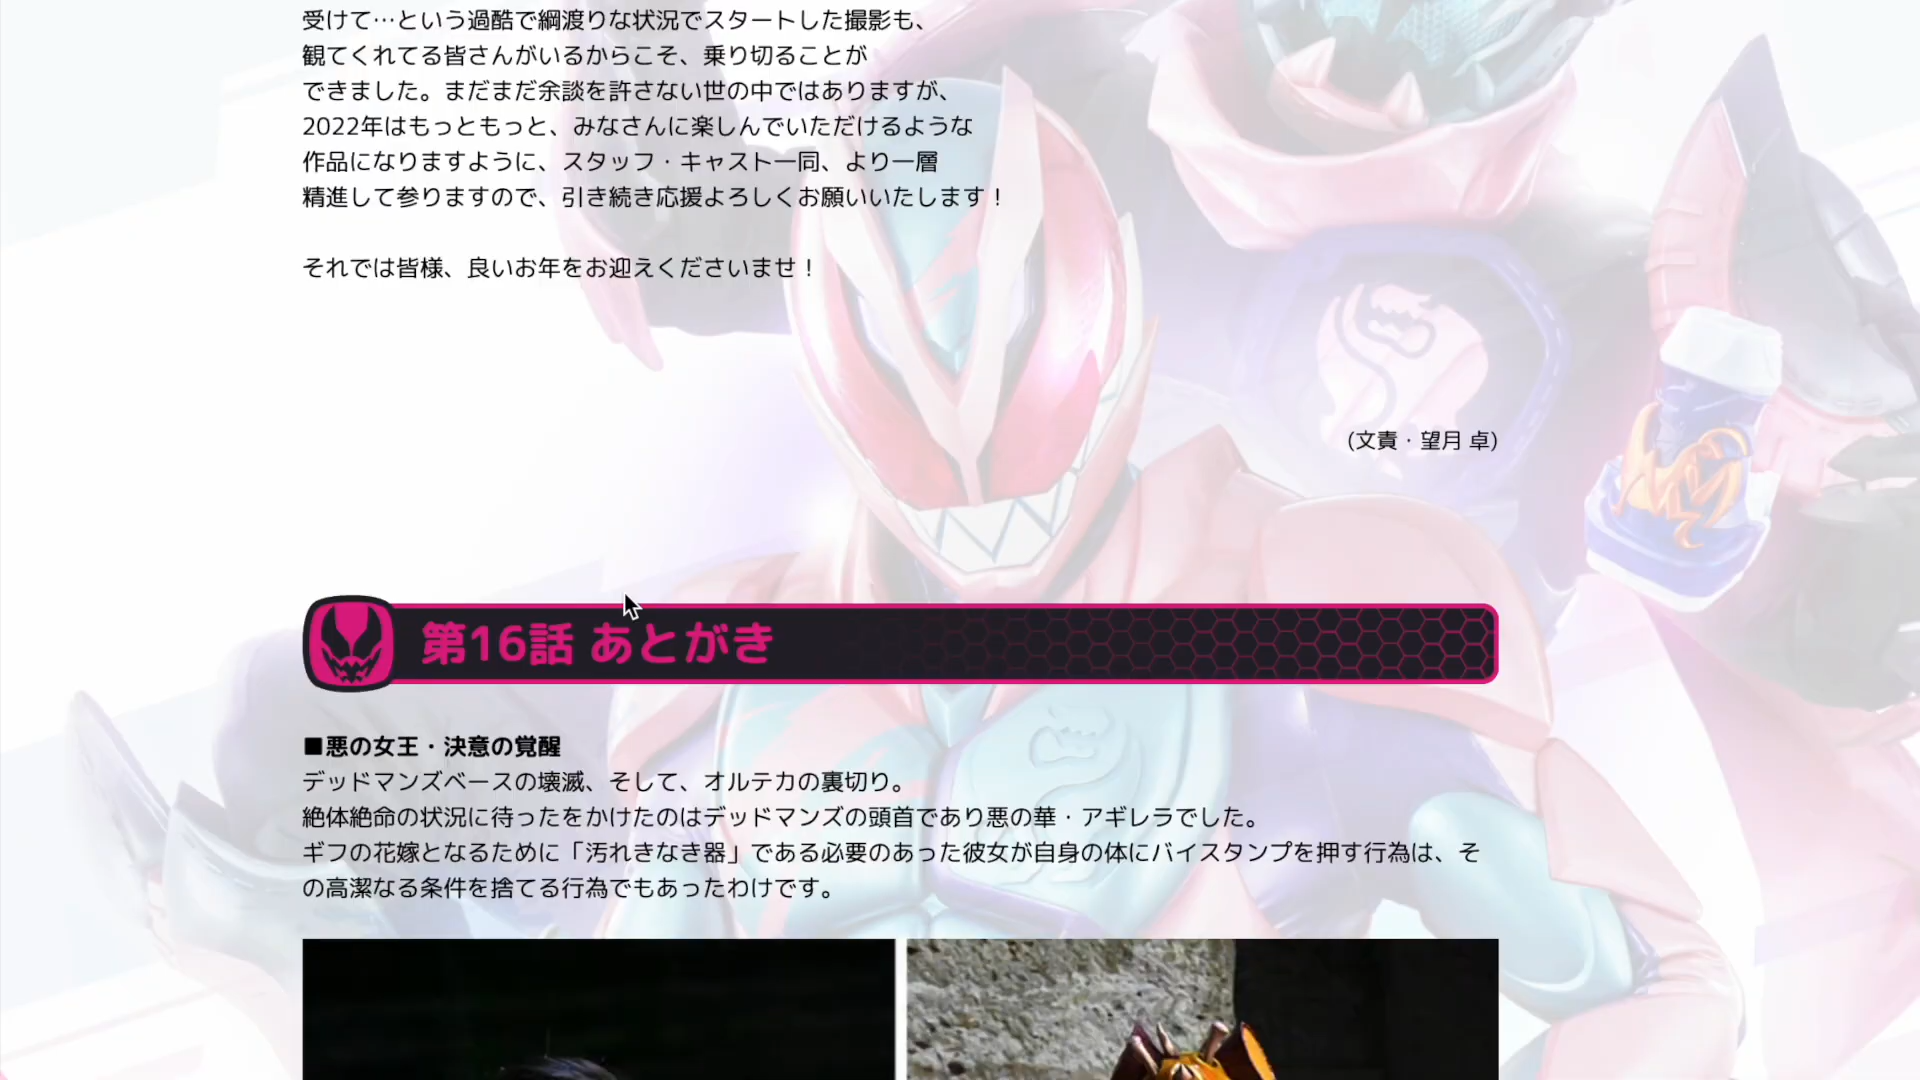 受けて…という過酷で綱渡りな状況でスタートした撮影も、
観てくれてる皆さんがいるからこそ、乗り切ることが
できました。まだまだ余談を許さない世の中ではありますが、
2022年はもっともっと、みなさんに楽しんでいただけるような
作品になりますように、スタッフ・キャスト一同、より一層
精進して参りますので、引き続き応援よろしくお願いいたします！
それでは皆様、良いお年をお迎えくださいませ！
(文責・望月 卓)
第16話 あとがき
■悪の女王・決意の覚醒
デッドマンズベースの壊滅、そして、オルテカの裏切り。
絶体絶命の状況に待ったをかけたのはデッドマンズの頭首であり悪の華・アギレラでした。
ギフの花嫁となるために「汚れきなき器」である必要のあった彼女が自身の体にバイスタンプを押す行為は、そ
の高潔なる条件を捨てる行為でもあったわけです。